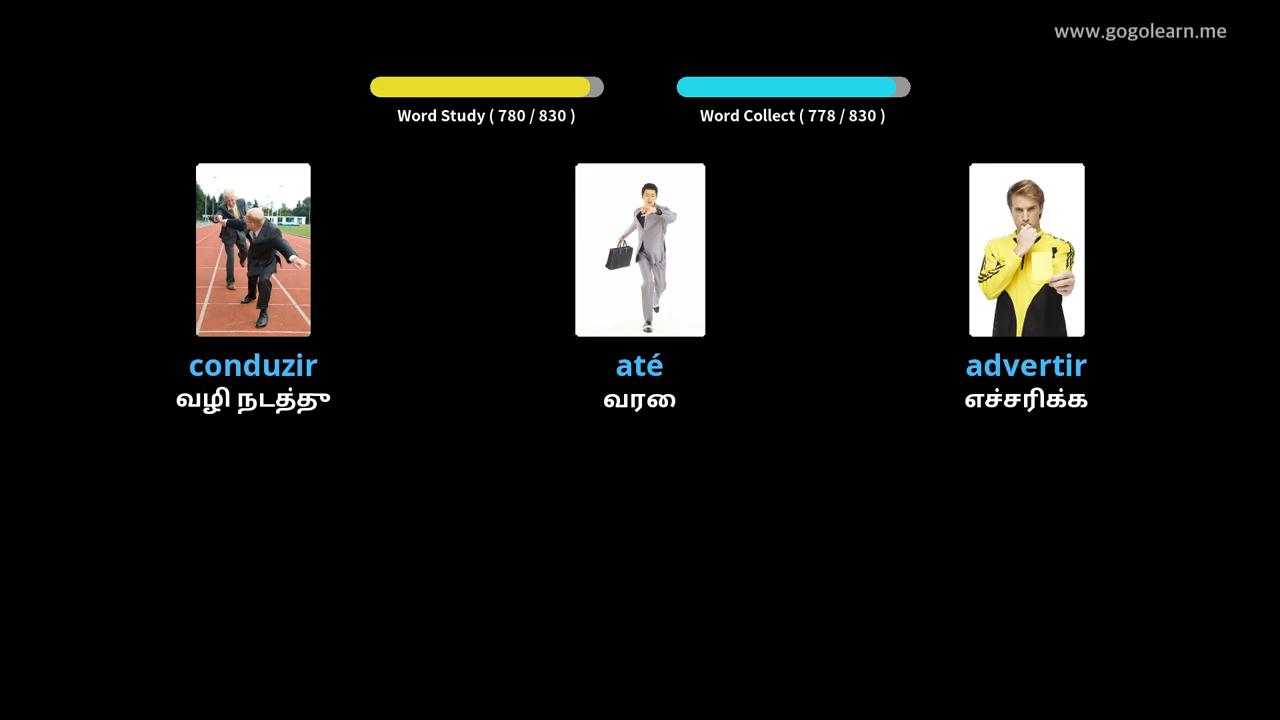 www.gogolearn.me
Word Study ( 780 / 830 )
Word Collect ( 778 / 830 )
conduzir
வழி நடத்து
até
வரை
advertir
எச்சரிக்க